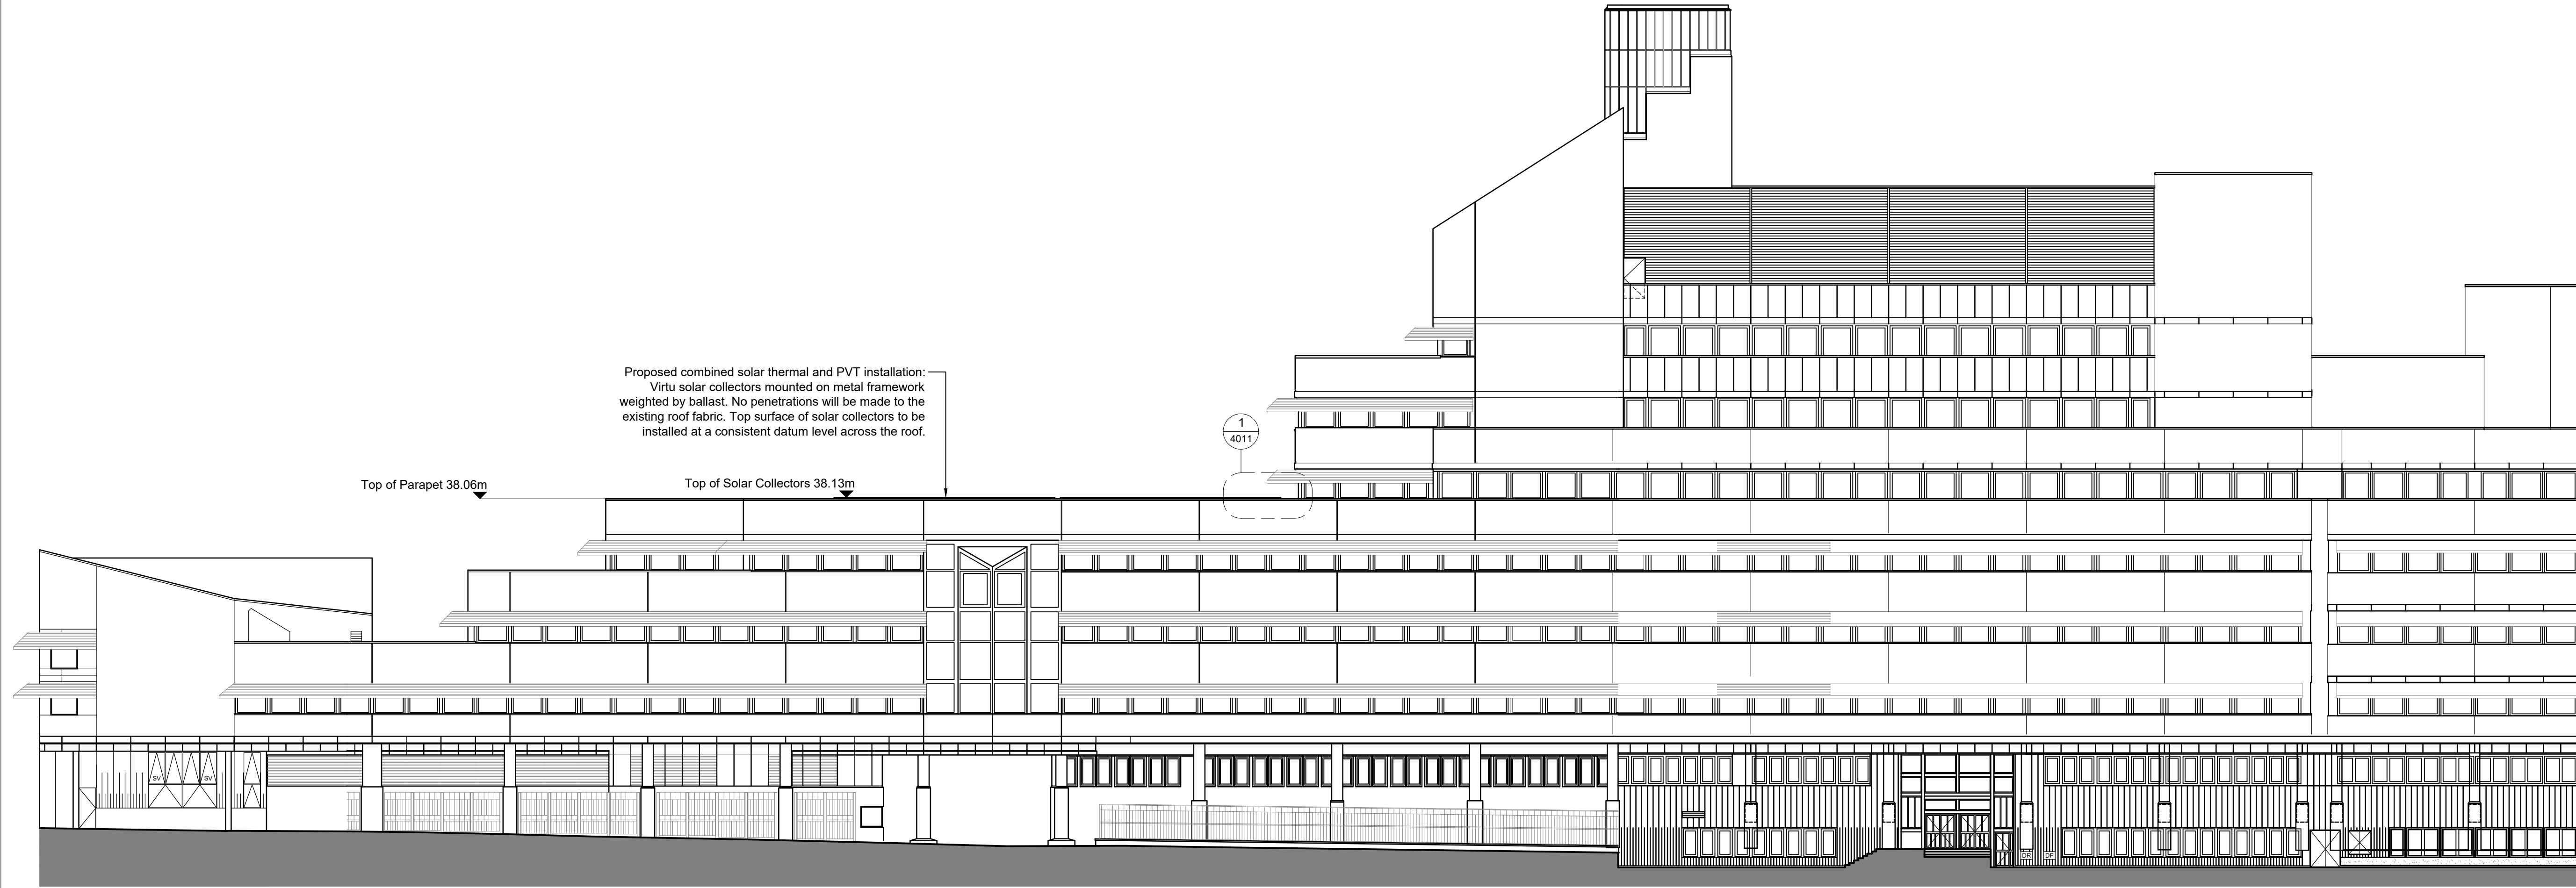 Proposed combined solar thermal and PVT installation:
Virtu solar collectors mounted on metal framework
weighted by ballast. No penetrations will be made to the
existing roof fabric. Top surface of solar collectors to be
installed at a consistent datum level across the roof.
1
4011
Top of Parapet 38.06m
Top of Solar Collectors 38.13m
SV
SV
DR
DF